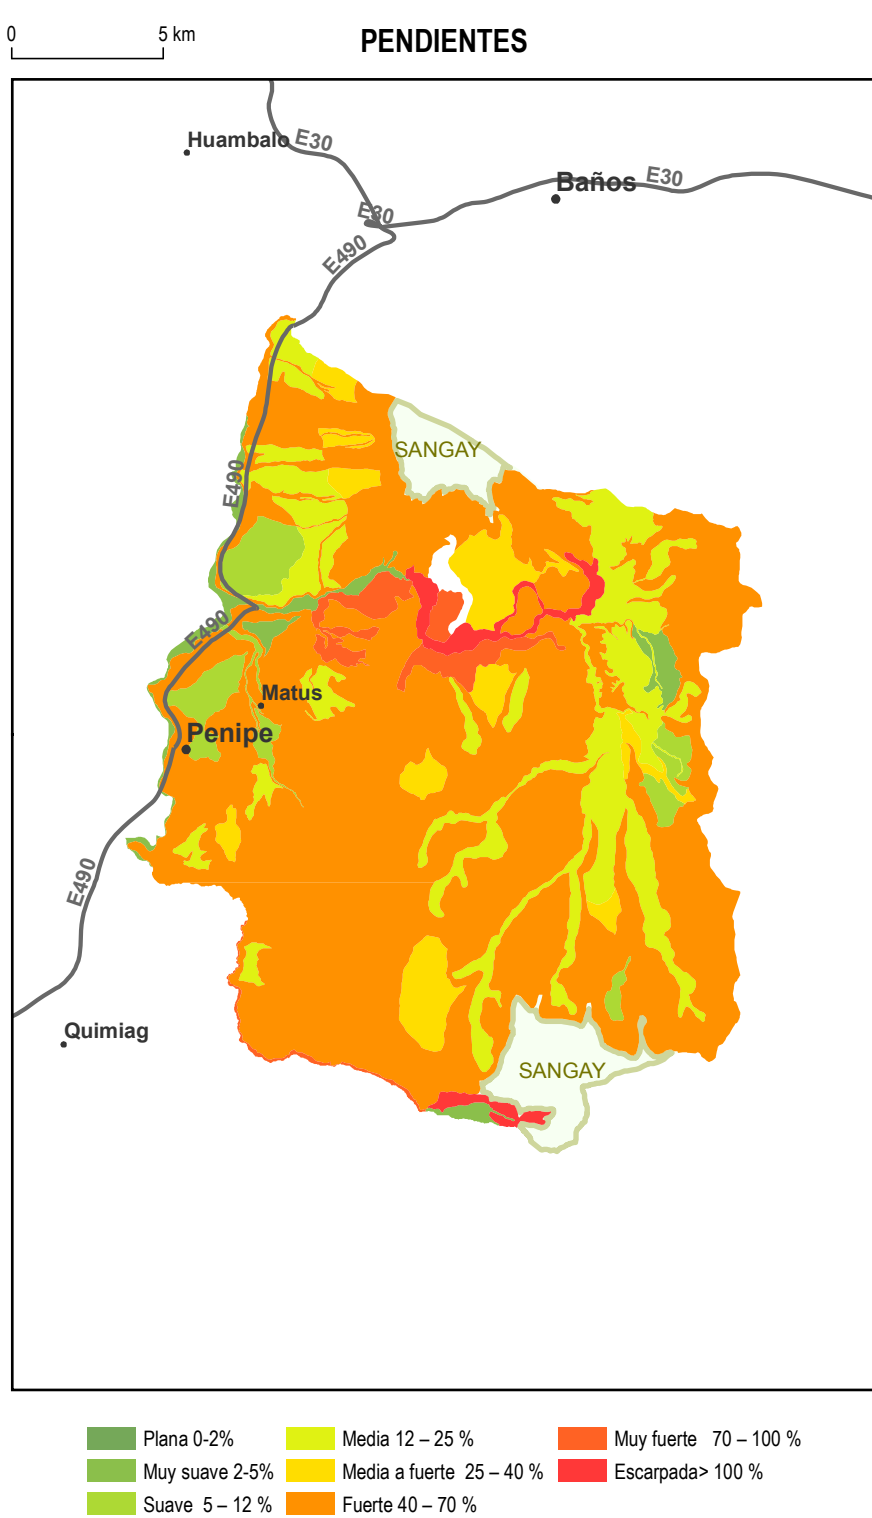 0 5 km
PENDIENTES
Huambalo
E30
Baños
E30
E30
E490
SANGAY
E490
E490
Matus
Penipe
E490
Quimiag
SANGAY
Plana 0-2%
Muy suave 2-5%
Suave 5 – 12 %
Media 12 – 25 %
Media a fuerte 25 – 40 %
Fuerte 40 – 70 %
Muy fuerte 70 – 100 %
Escarpada> 100 %